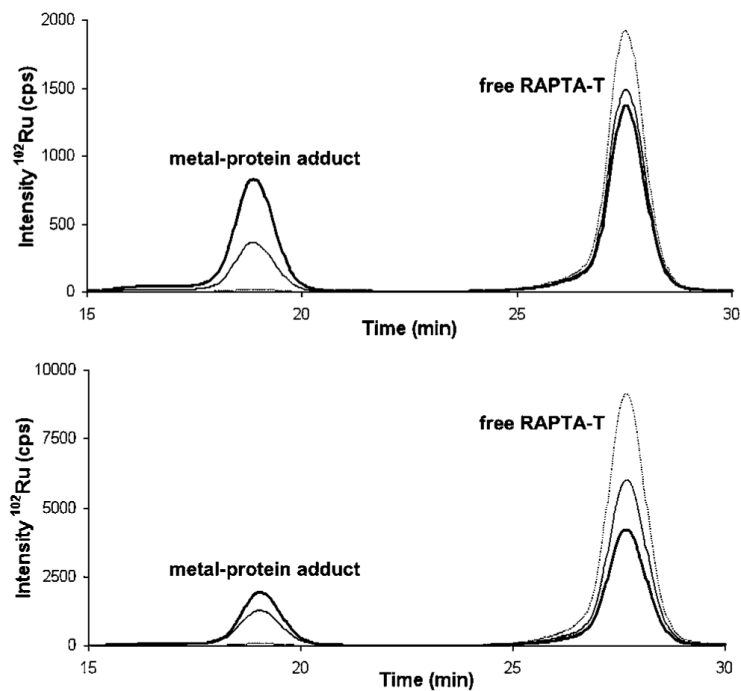 2000
1500
1000
500
0
Intensity ¹⁰²Ru (cps)
free RAPTA-T
metal-protein adduct
15 20 25 30
Time (min)
10000
7500
5000
2500
0
Intensity ¹⁰²Ru (cps)
free RAPTA-T
metal-protein adduct
15 20 25 30
Time (min)